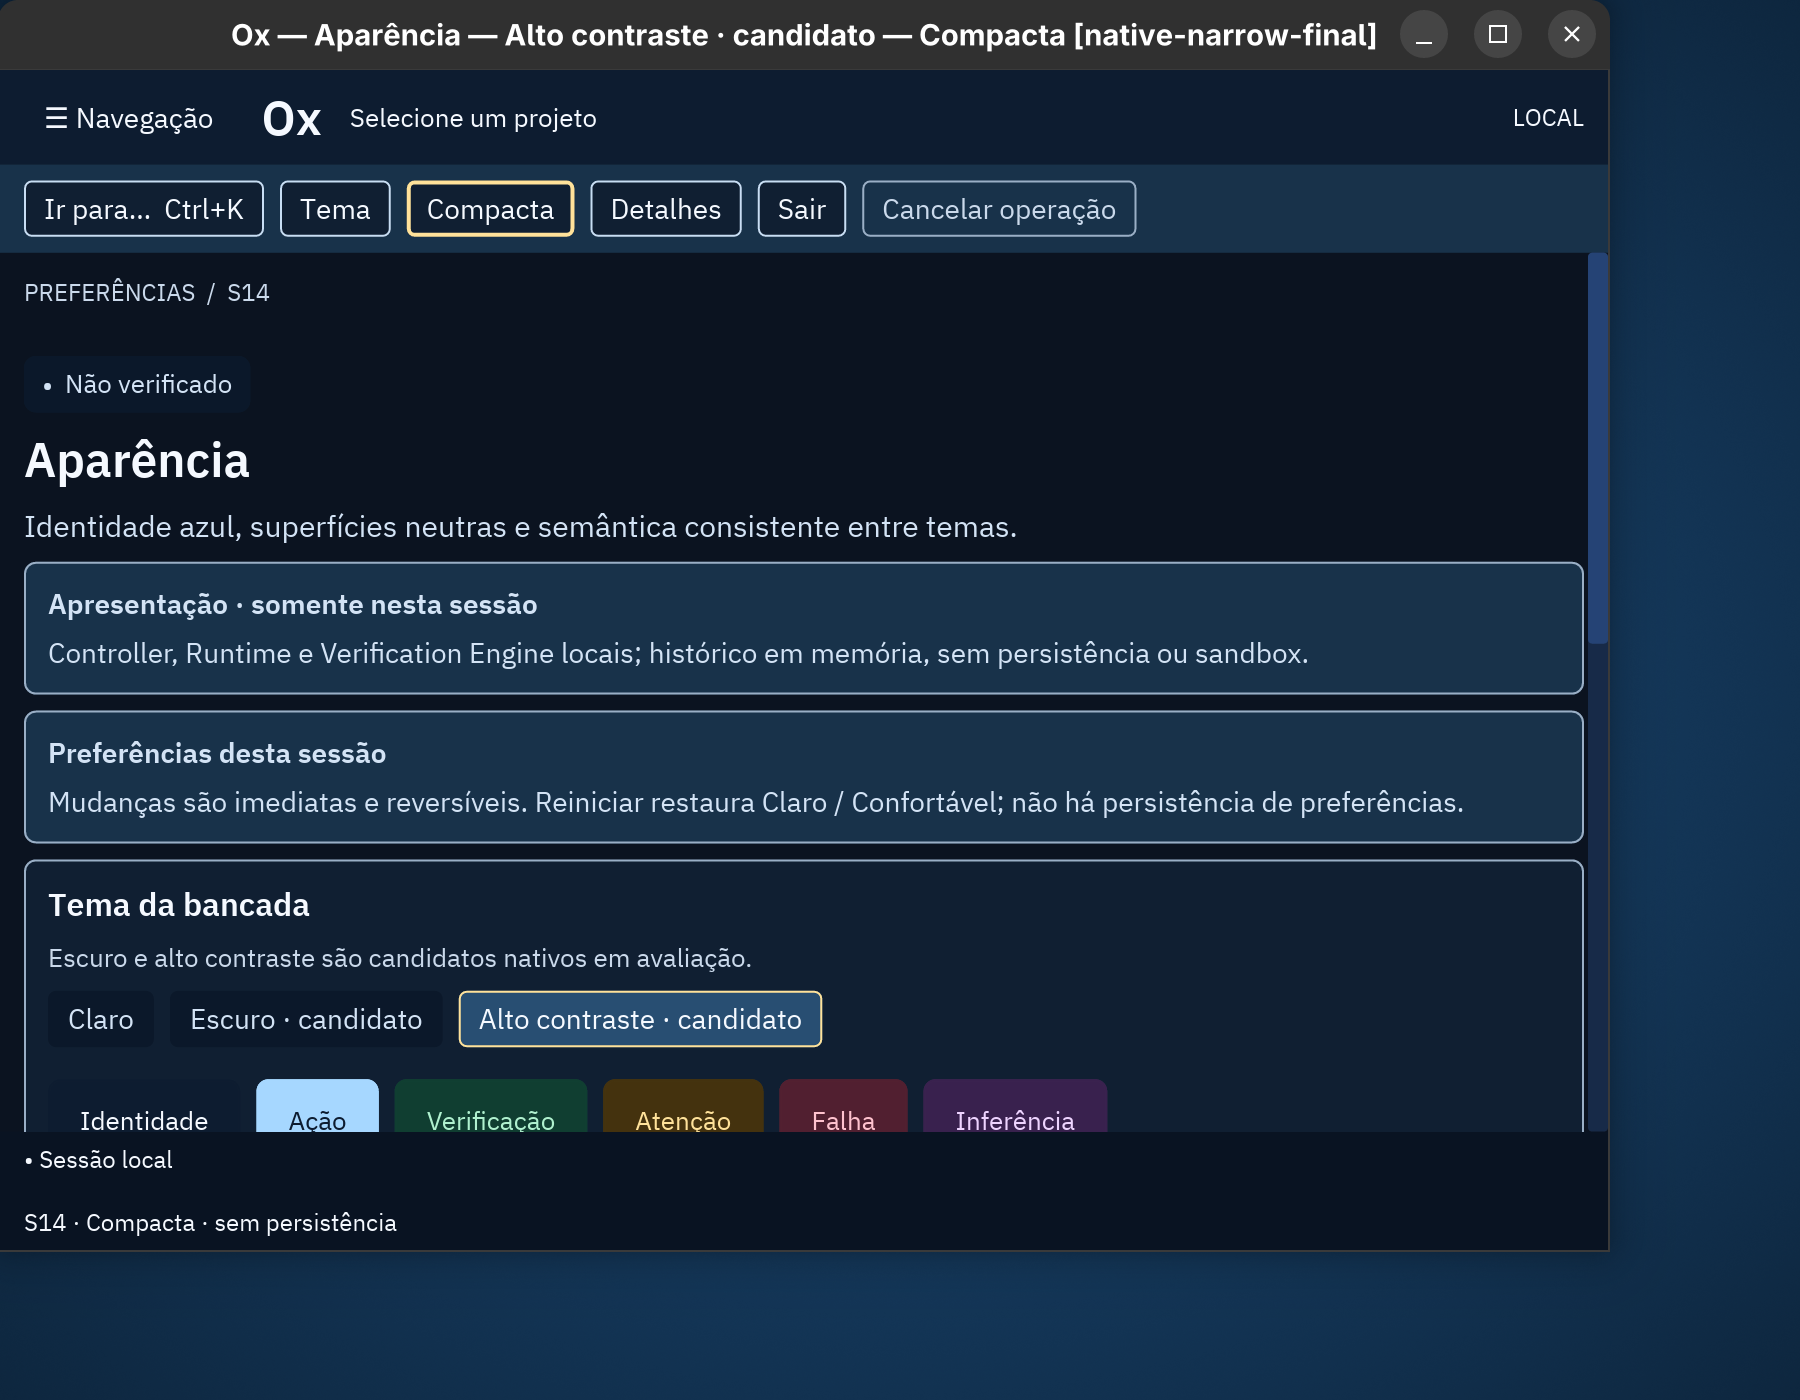 Ox — Aparência — Alto contraste · candidato — Compacta [native-narrow-final]
☰ Navegação Ox Selecione um projeto LOCAL
Ir para... Ctrl+K Tema Compacta Detalhes Sair Cancelar operação
PREFERÊNCIAS / S14
• Não verificado
Aparência
Identidade azul, superfícies neutras e semântica consistente entre temas.
Apresentação · somente nesta sessão
Controller, Runtime e Verification Engine locais; histórico em memória, sem persistência ou sandbox.
Preferências desta sessão
Mudanças são imediatas e reversíveis. Reiniciar restaura Claro / Confortável; não há persistência de preferências.
Tema da bancada
Escuro e alto contraste são candidatos nativos em avaliação.
Claro Escuro · candidato Alto contraste · candidato
Identidade Ação Verificação Atenção Falha Inferência
• Sessão local
S14 · Compacta · sem persistência